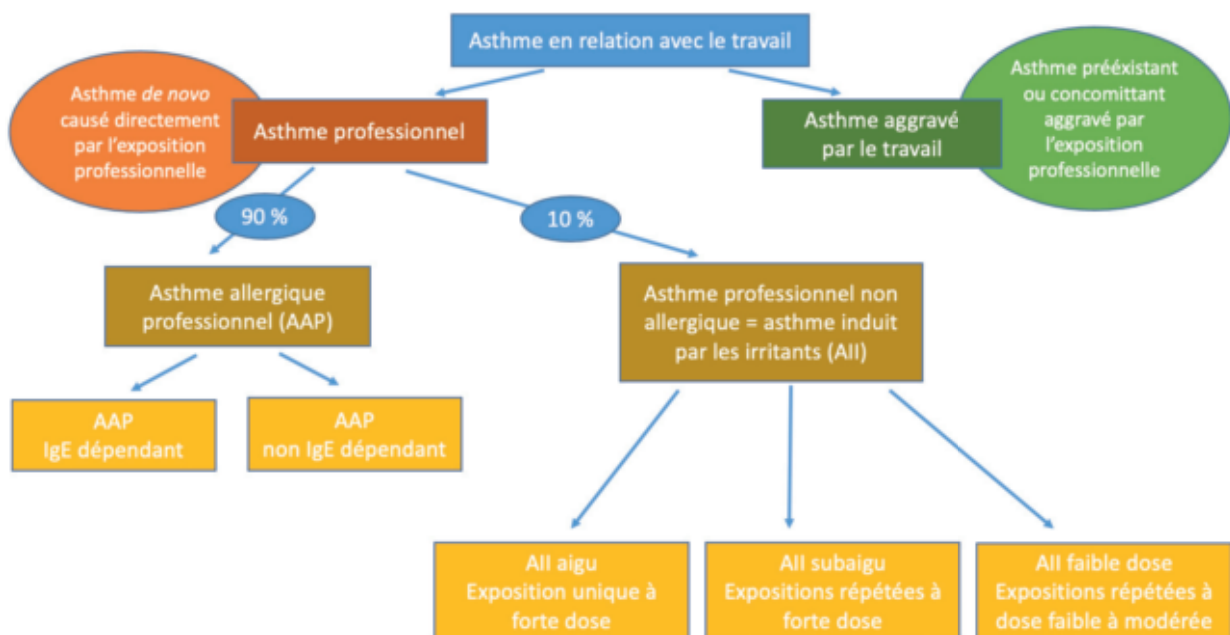 Asthme en relation avec le travail
Asthme de novo
causé directement
par l'exposition
professionnelle
Asthme professionnel
Asthme aggravé
par le travail
Asthme prééxistant
ou concomittant
aggravé par
l'exposition
professionnelle
90 %
10 %
Asthme allergique
professionnel (AAP)
Asthme professionnel non
allergique = asthme induit
par les irritants (AII)
AAP
IgE dépendant
AAP
non IgE dépendant
AII aigu
Exposition unique à
forte dose
AII subaigu
Expositions répétées à
forte dose
AII faible dose
Expositions répétées à
dose faible à modérée